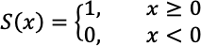 S(x) = {1, x ≥ 0
0, x < 0